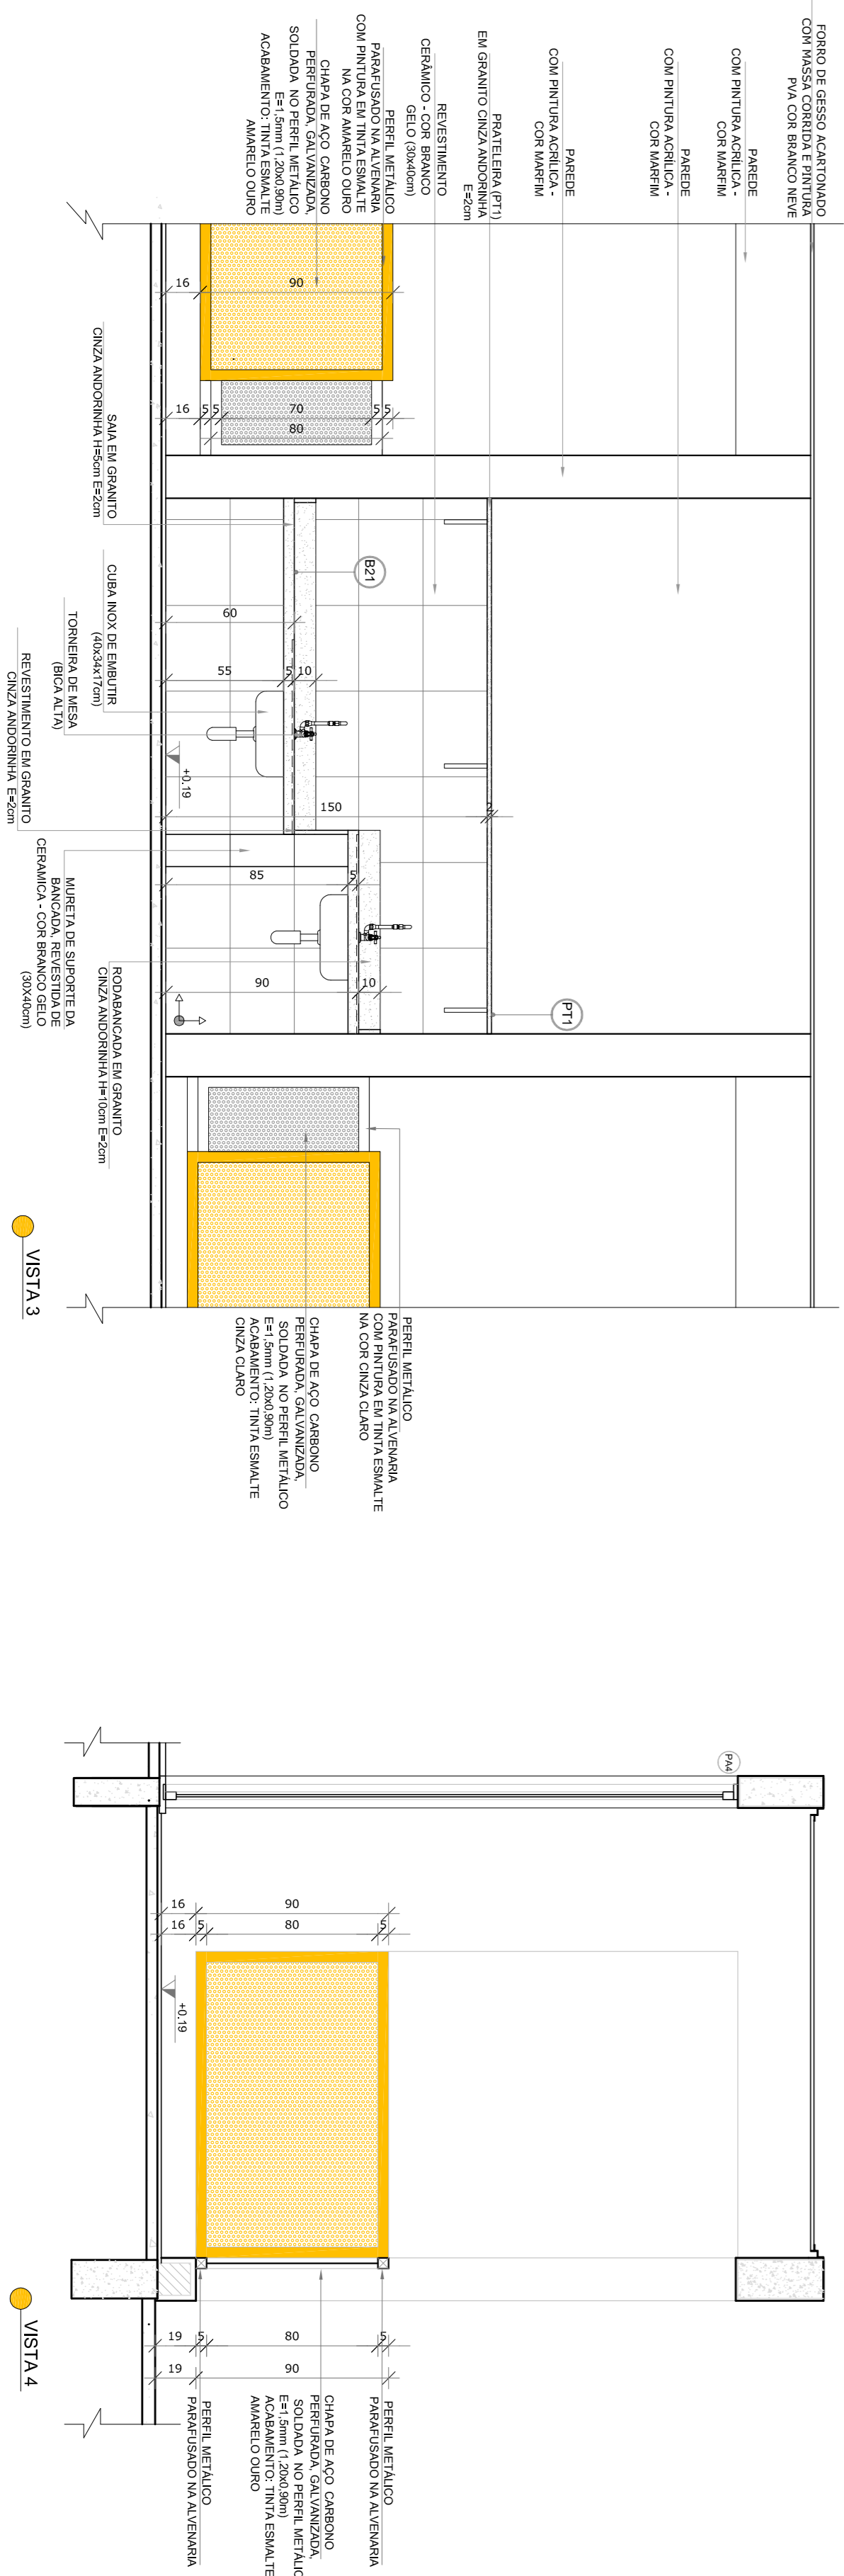 FORRO DE GESSO ACARTONADO
COM MASSA CORRIDA E PINTURA
PVA COR BRANCO NEVE
PAREDE
COM PINTURA ACRÍLICA -
COR MARFIM
PAREDE
COM PINTURA ACRÍLICA -
COR MARFIM
PAREDE
COM PINTURA ACRÍLICA -
COR MARFIM
PRATELEIRA (PT1)
EM GRANITO CINZA ANDORINHA
E=2cm
REVESTIMENTO
CERÂMICO - COR BRANCO
GELO (30x40cm)
PERFIL METÁLICO
PARAFUSADO NA ALVENARIA
COM PINTURA EM TINTA ESMALTE
NA COR AMARELO OURO
CHAPA DE AÇO CARBONO
PERFURADA, GALVANIZADA,
SOLDADA NO PERFIL METÁLICO
E=1,5mm (1,20x0,90m)
ACABAMENTO: TINTA ESMALTE
AMARELO OURO
16
90
16
5
5
70
5
5
80
B21
60
55
5
10
+0.19
150
2
85
5
90
10
PT1
SAIA EM GRANITO
CINZA ANDORINHA H=5cm E=2cm
CUBA INOX DE EMBUTIR
(40x34x17cm)
TORNEIRA DE MESA
(BICA ALTA)
REVESTIMENTO EM GRANITO
CINZA ANDORINHA E=2cm
MURETA DE SUPORTE DA
BANCADA, REVESTIDA DE
CERAMICA - COR BRANCO GELO
(30X40cm)
RODABANCADA EM GRANITO
CINZA ANDORINHA H=10cm E=2cm
PERFIL METÁLICO
PARAFUSADO NA ALVENARIA
COM PINTURA EM TINTA ESMALTE
NA COR CINZA CLARO
CHAPA DE AÇO CARBONO
PERFURADA, GALVANIZADA,
SOLDADA NO PERFIL METÁLICO
E=1,5mm (1,20x0,90m)
ACABAMENTO: TINTA ESMALTE
CINZA CLARO
VISTA 3
PA4
16
90
16
5
80
5
+0.19
19
5
80
5
19
90
PERFIL METÁLICO
PARAFUSADO NA ALVENARIA
CHAPA DE AÇO CARBONO
PERFURADA, GALVANIZADA,
SOLDADA NO PERFIL METÁLIC
E=1,5mm (1,20x0,90m)
ACABAMENTO: TINTA ESMALTE
AMARELO OURO
PERFIL METÁLICO
PARAFUSADO NA ALVENARIA
VISTA 4